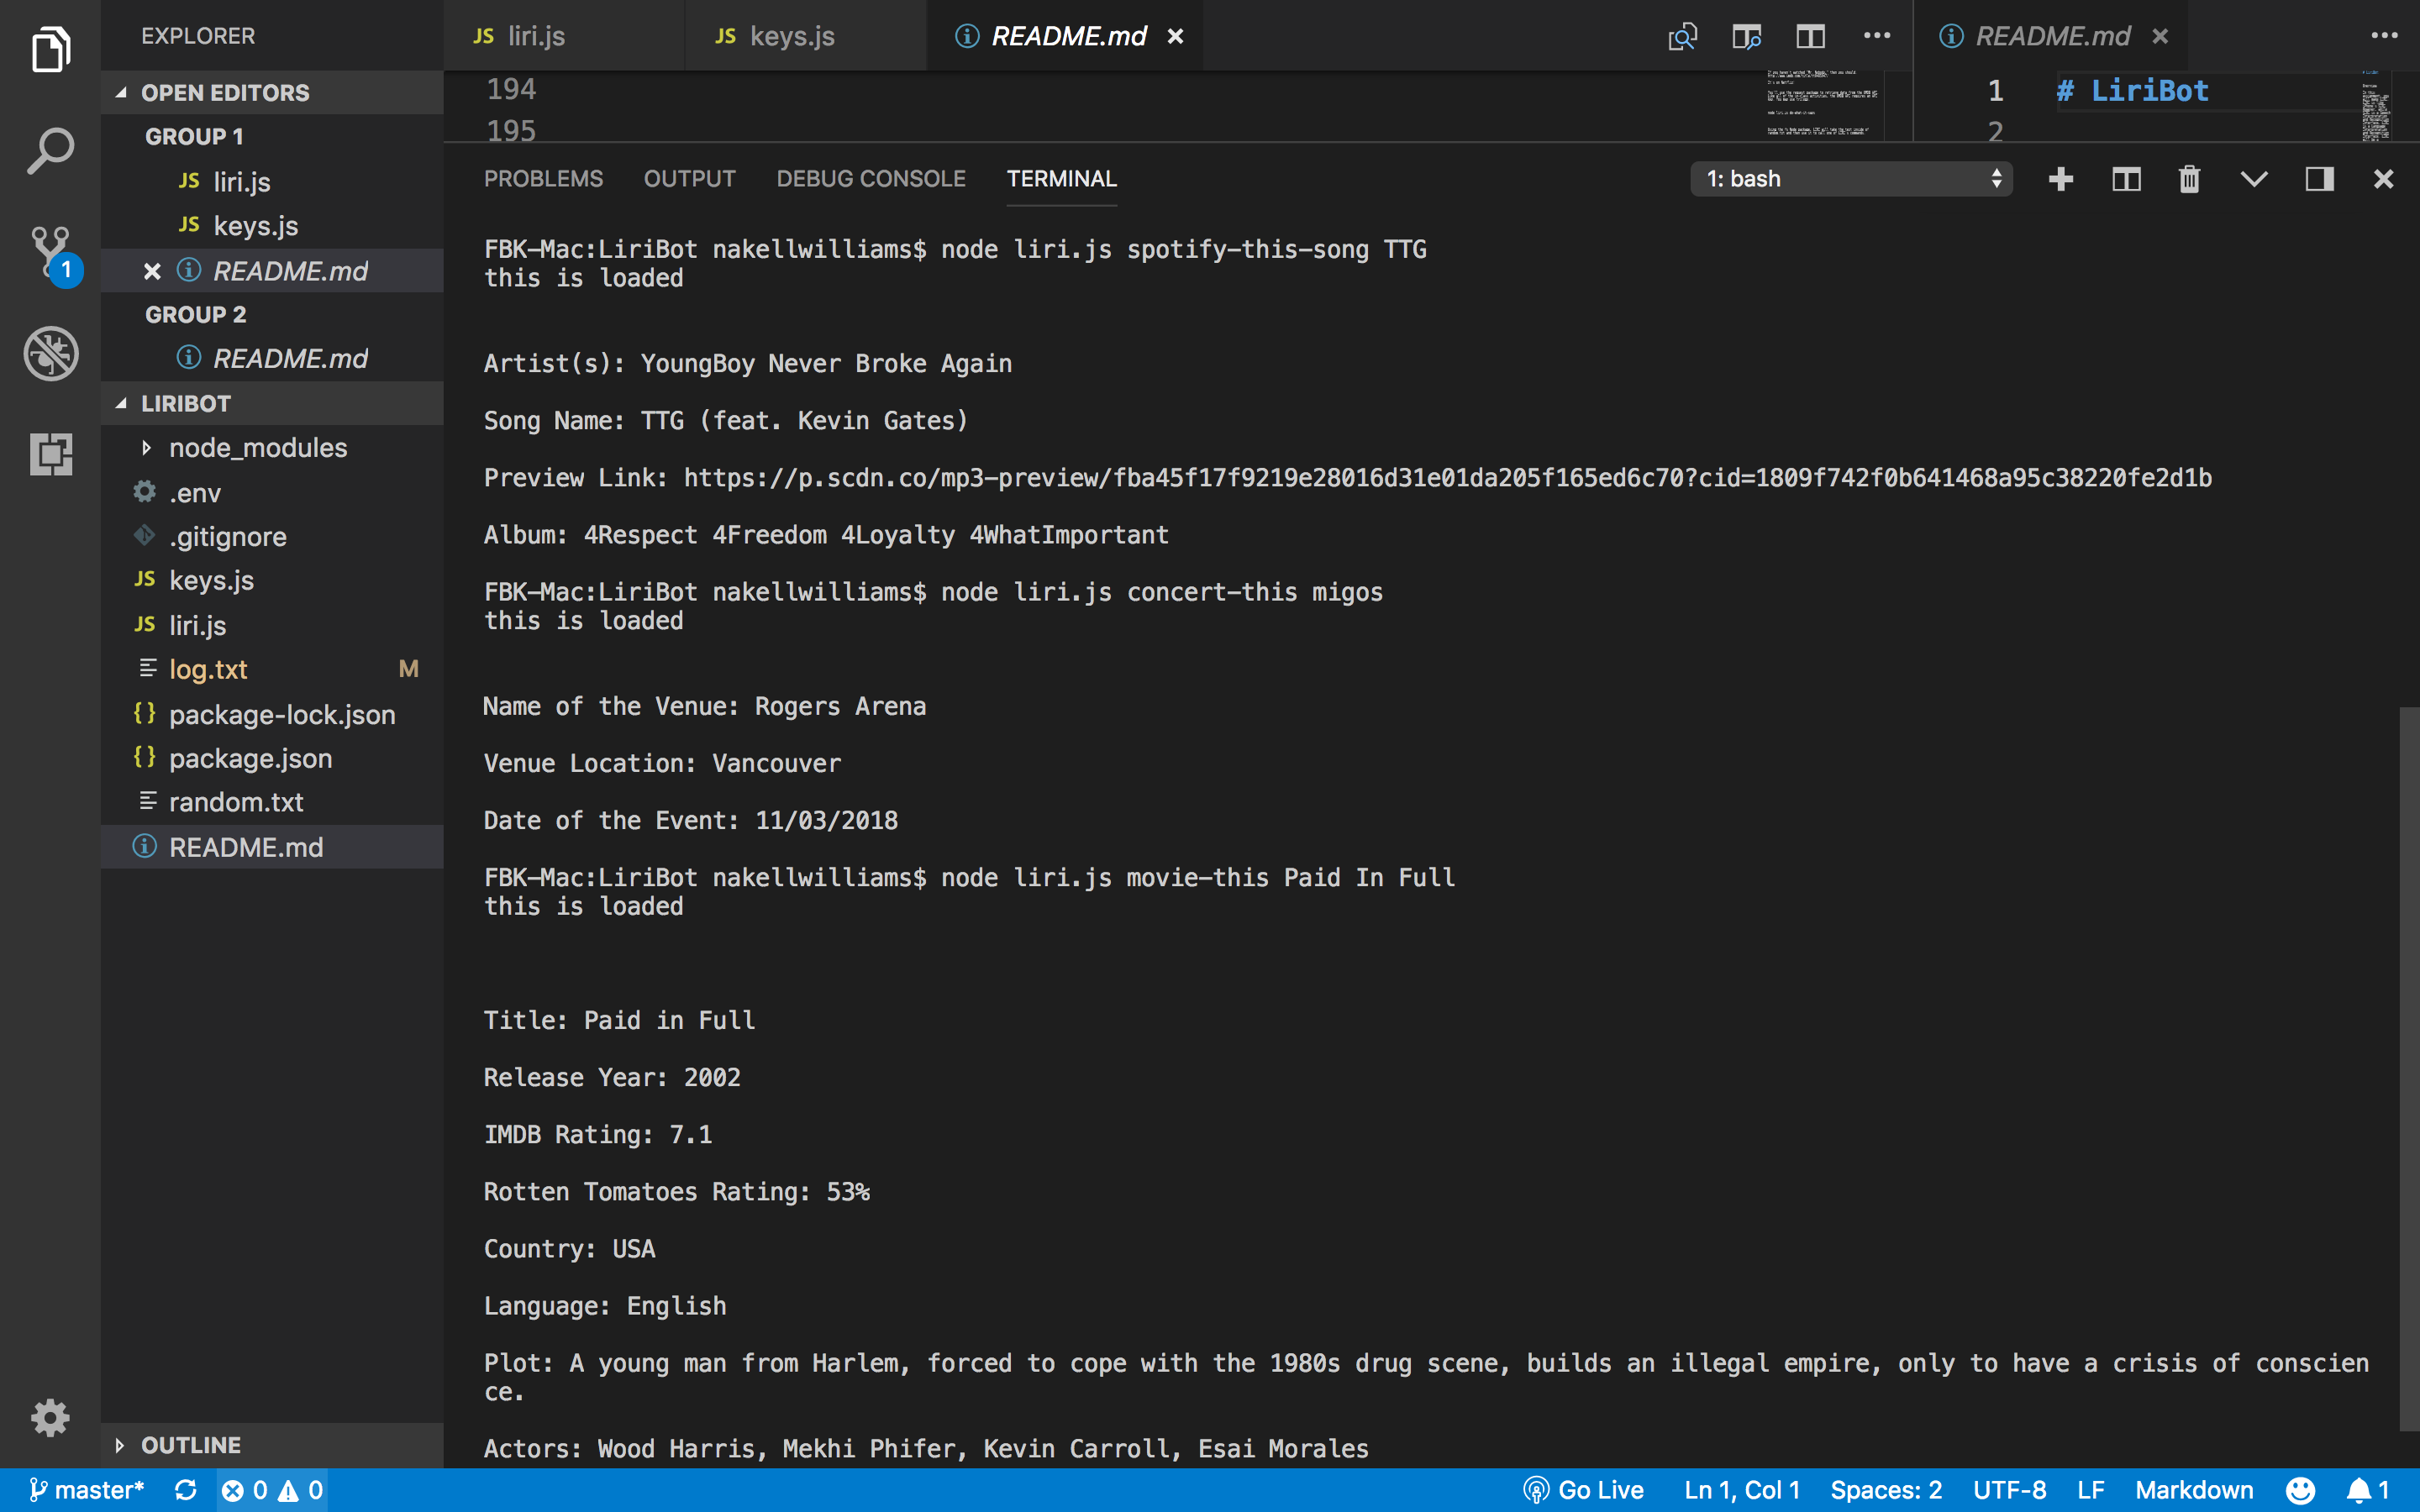 EXPLORER
OPEN EDITORS
GROUP 1
JS liri.js
JS keys.js
README.md
GROUP 2
README.md
LIRIBOT
node_modules
.env
.gitignore
JS keys.js
JS liri.js
log.txt M
{} package-lock.json
{} package.json
random.txt
README.md
OUTLINE
1
JS liri.js JS keys.js README.md
194
195
README.md
1 # LiriBot
2
PROBLEMS OUTPUT DEBUG CONSOLE TERMINAL 1: bash
FBK-Mac:LiriBot nakellwilliams$ node liri.js spotify-this-song TTG
this is loaded
Artist(s): YoungBoy Never Broke Again
Song Name: TTG (feat. Kevin Gates)
Preview Link: https://p.scdn.co/mp3-preview/fba45f17f9219e28016d31e01da205f165ed6c70?cid=1809f742f0b641468a95c38220fe2d1b
Album: 4Respect 4Freedom 4Loyalty 4WhatImportant
FBK-Mac:LiriBot nakellwilliams$ node liri.js concert-this migos
this is loaded
Name of the Venue: Rogers Arena
Venue Location: Vancouver
Date of the Event: 11/03/2018
FBK-Mac:LiriBot nakellwilliams$ node liri.js movie-this Paid In Full
this is loaded
Title: Paid in Full
Release Year: 2002
IMDB Rating: 7.1
Rotten Tomatoes Rating: 53%
Country: USA
Language: English
Plot: A young man from Harlem, forced to cope with the 1980s drug scene, builds an illegal empire, only to have a crisis of conscien
ce.
Actors: Wood Harris, Mekhi Phifer, Kevin Carroll, Esai Morales
master* 0 0 Go Live Ln 1, Col 1 Spaces: 2 UTF-8 LF Markdown 1